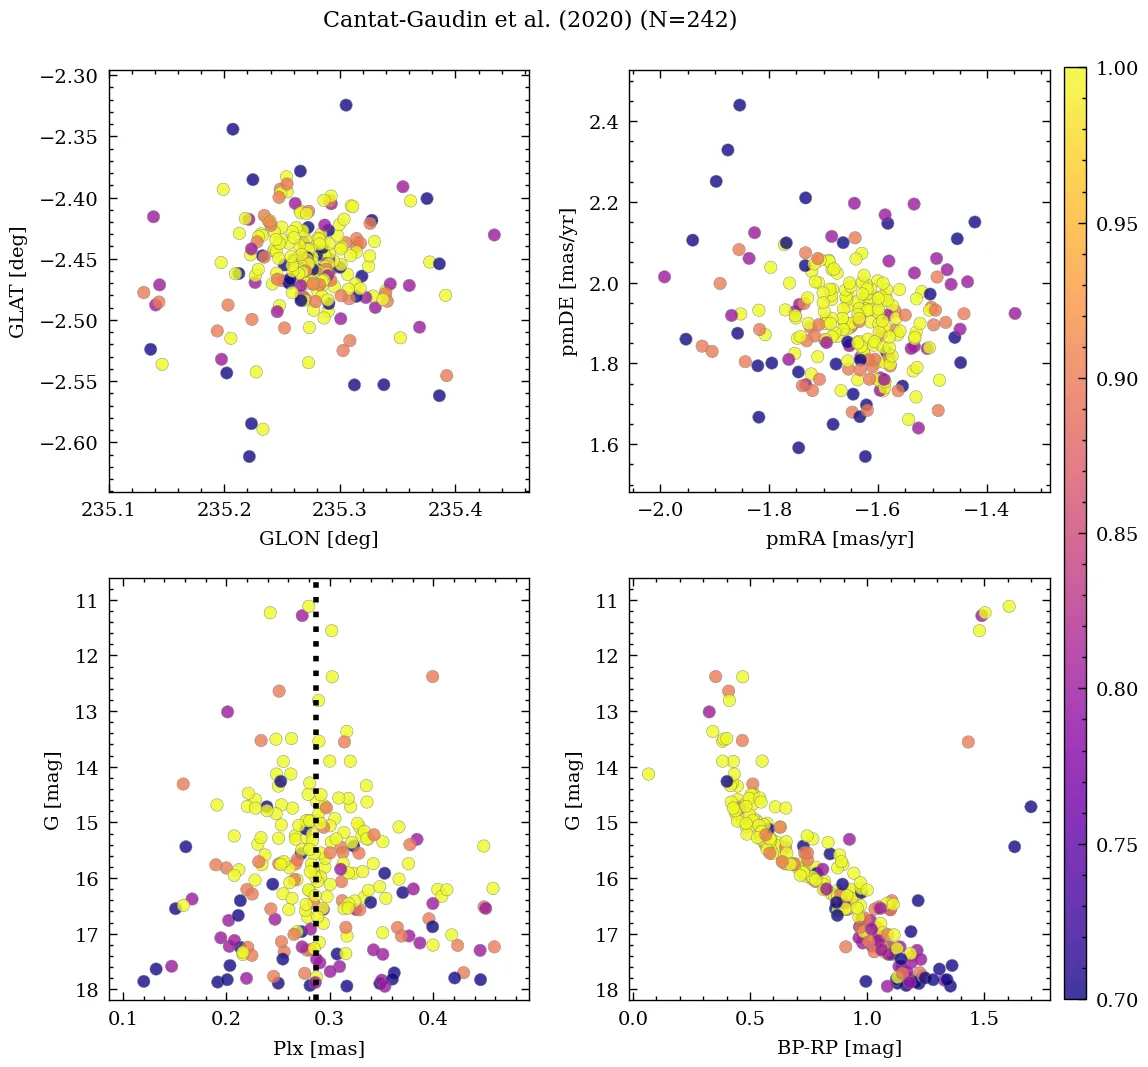 Cantat-Gaudin et al. (2020) (N=242)
−2.30
−2.35
−2.40
−2.45
−2.50
−2.55
−2.60
GLAT [deg]
235.1 235.2 235.3 235.4
GLON [deg]
2.4
2.2
2.0
1.8
1.6
pmDE [mas/yr]
−2.0 −1.8 −1.6 −1.4
pmRA [mas/yr]
11
12
13
14
15
16
17
18
G [mag]
0.1 0.2 0.3 0.4
Plx [mas]
11
12
13
14
15
16
17
18
G [mag]
0.0 0.5 1.0 1.5
BP-RP [mag]
1.00
0.95
0.90
0.85
0.80
0.75
0.70